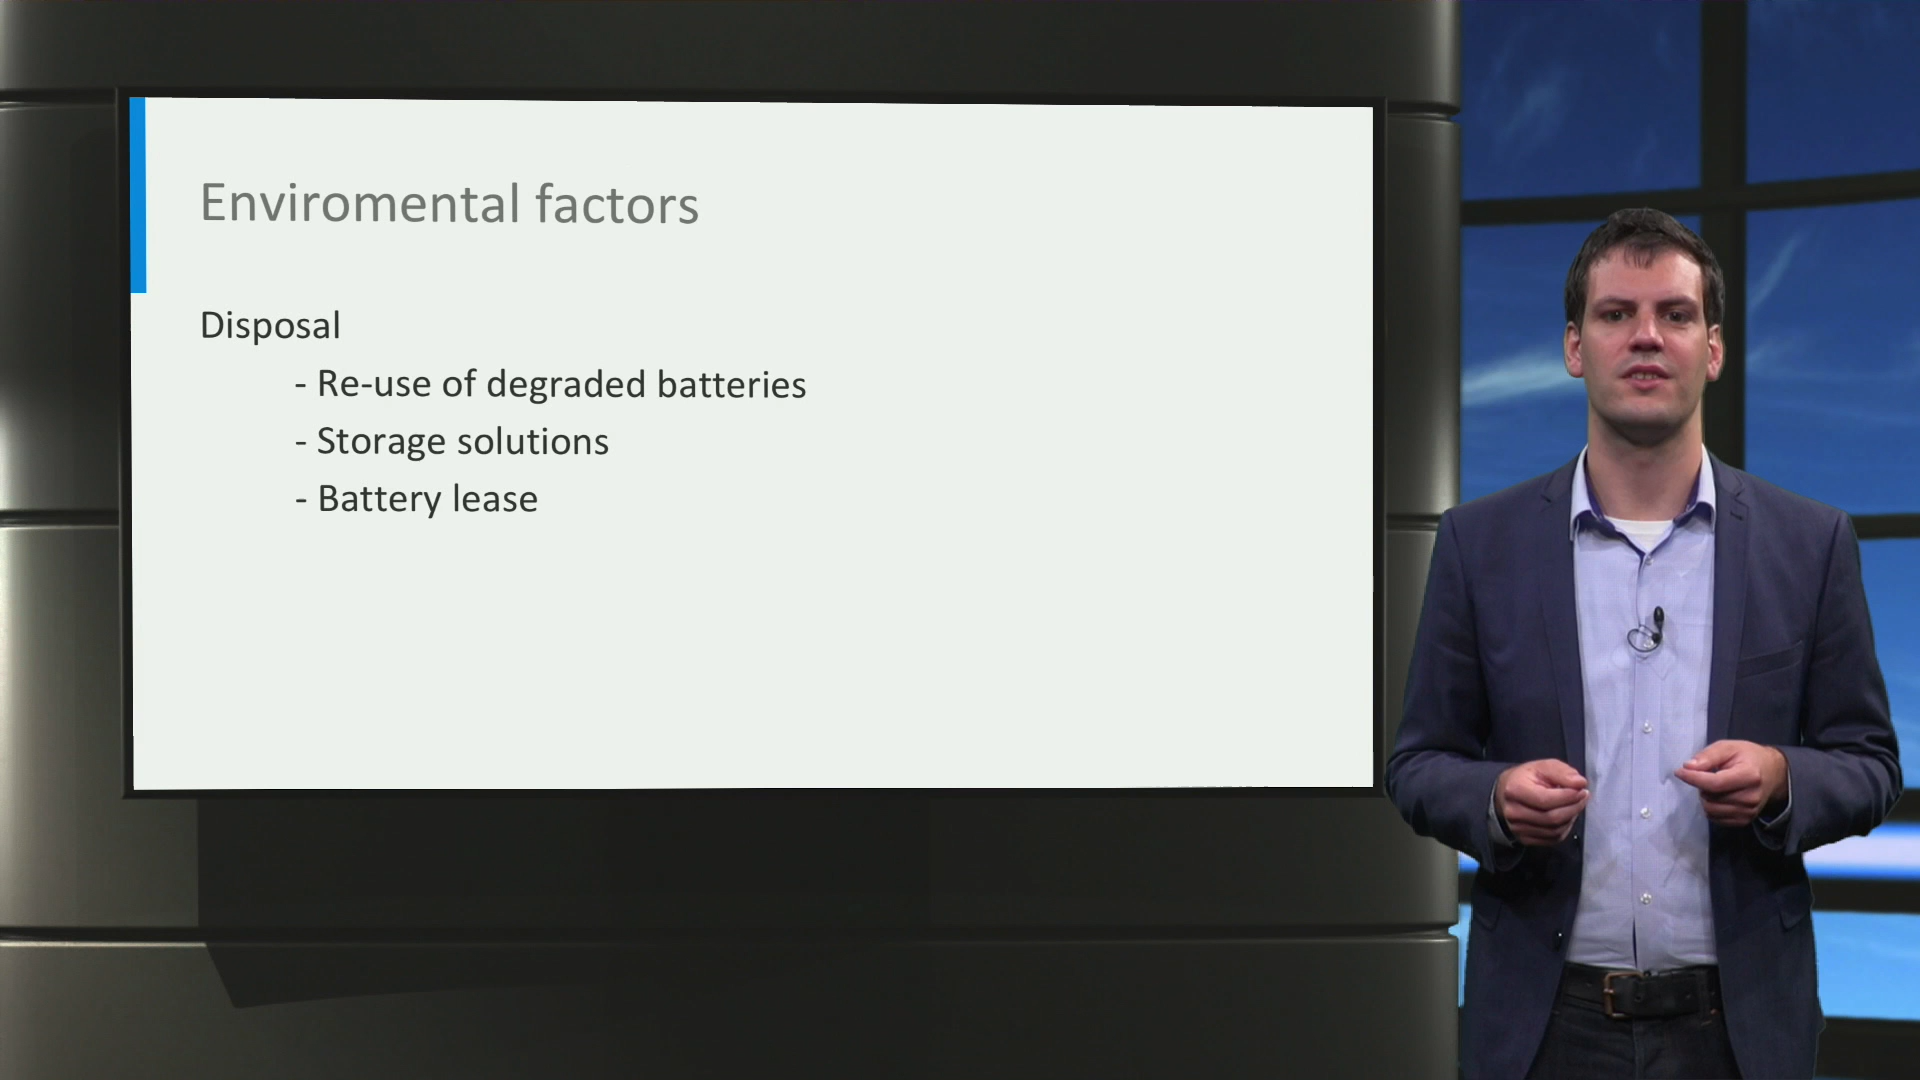 Enviromental factors
Disposal
- Re-use of degraded batteries
- Storage solutions
- Battery lease